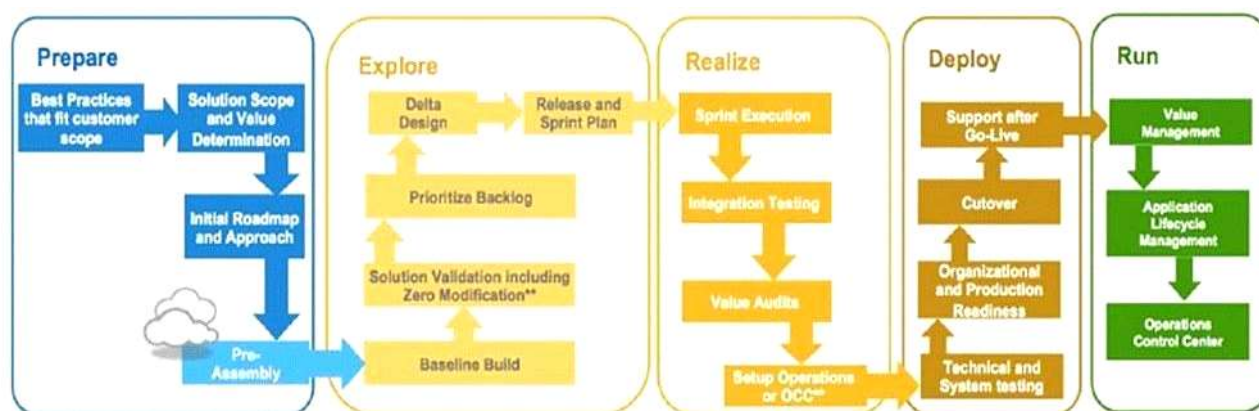 Prepare
Best Practices
that fit customer
scope
Solution Scope
and Value
Determination
Initial Roadmap
and Approach
Pre-
Assembly
Explore
Baseline Build
Solution Validation including
Zero Modification**
Prioritize Backlog
Delta
Design
Release and
Sprint Plan
Realize
Sprint Execution
Integration Testing
Value Audits
Setup Operations
or OCC**
Deploy
Technical and
System testing
Organizational
and Production
Readiness
Cutover
Support after
Go-Live
Run
Value
Management
Application
Lifecycle
Management
Operations
Control Center